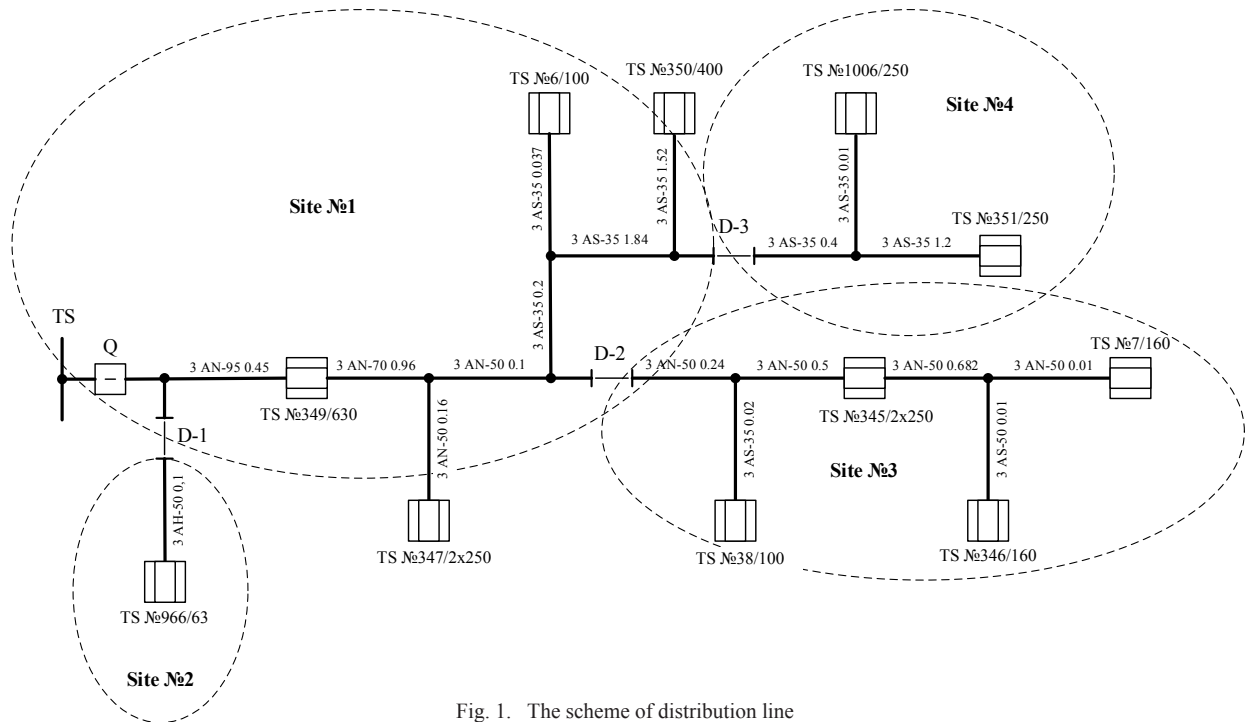 TS №6/100
TS №350/400
TS №1006/250
Site №4
3 AS-35 0.037
3 AS-35 1.52
3 AS-35 0.01
Site №1
TS №351/250
3 AS-35 1.84
D-3
3 AS-35 0.4
3 AS-35 1.2
3 AS-35 0.2
TS
Q
D-2
TS №7/160
3 AN-95 0.45
3 AN-70 0.96
3 AN-50 0.1
3 AN-50 0.24
3 AN-50 0.5
3 AN-50 0.682
3 AN-50 0.01
TS №349/630
TS №345/2x250
D-1
3 AN-50 0.16
3 AS-35 0.02
3 AS-50 0.01
Site №3
3 AH-50 0,1
TS №347/2x250
TS №38/100
TS №346/160
TS №966/63
Site №2
Fig. 1. The scheme of distribution line